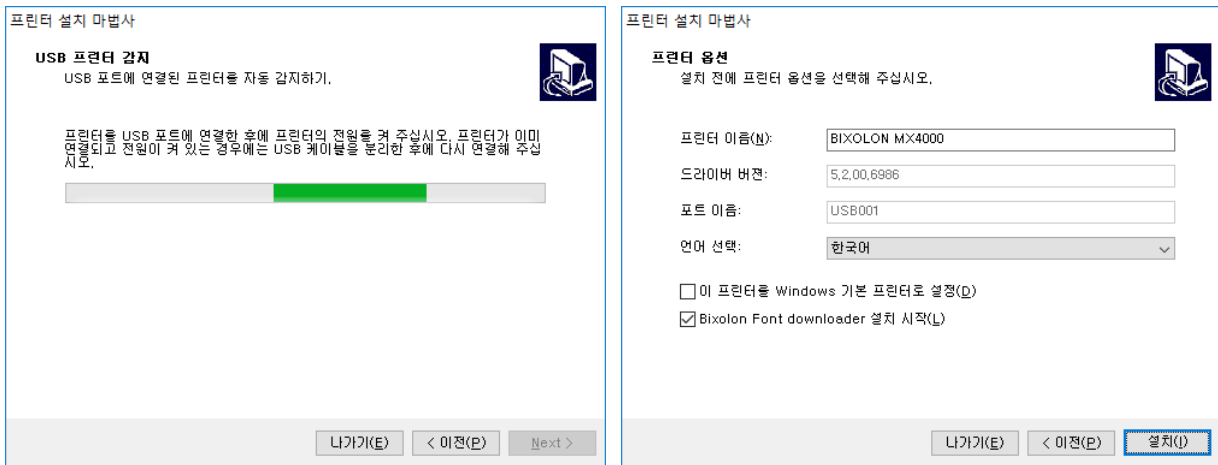 프린터 설치 마법사
USB 프린터 감지
USB 포트에 연결된 프린터를 자동 감지하기.
프린터를 USB 포트에 연결한 후에 프린터의 전원을 켜 주십시오. 프린터가 이미
연결되고 전원이 켜 있는 경우에는 USB 케이블을 분리한 후에 다시 연결해 주십
시오.
나가기(E)
< 이전(P)
Next >
프린터 설치 마법사
프린터 옵션
설치 전에 프린터 옵션을 선택해 주십시오.
프린터 이름(N): BIXOLON MX4000
드라이버 버젼: 5.2.00.6986
포트 이름: USB001
언어 선택: 한국어
이 프린터를 Windows 기본 프린터로 설정(D)
Bixolon Font downloader 설치 시작(L)
나가기(E)
< 이전(P)
설치(I)